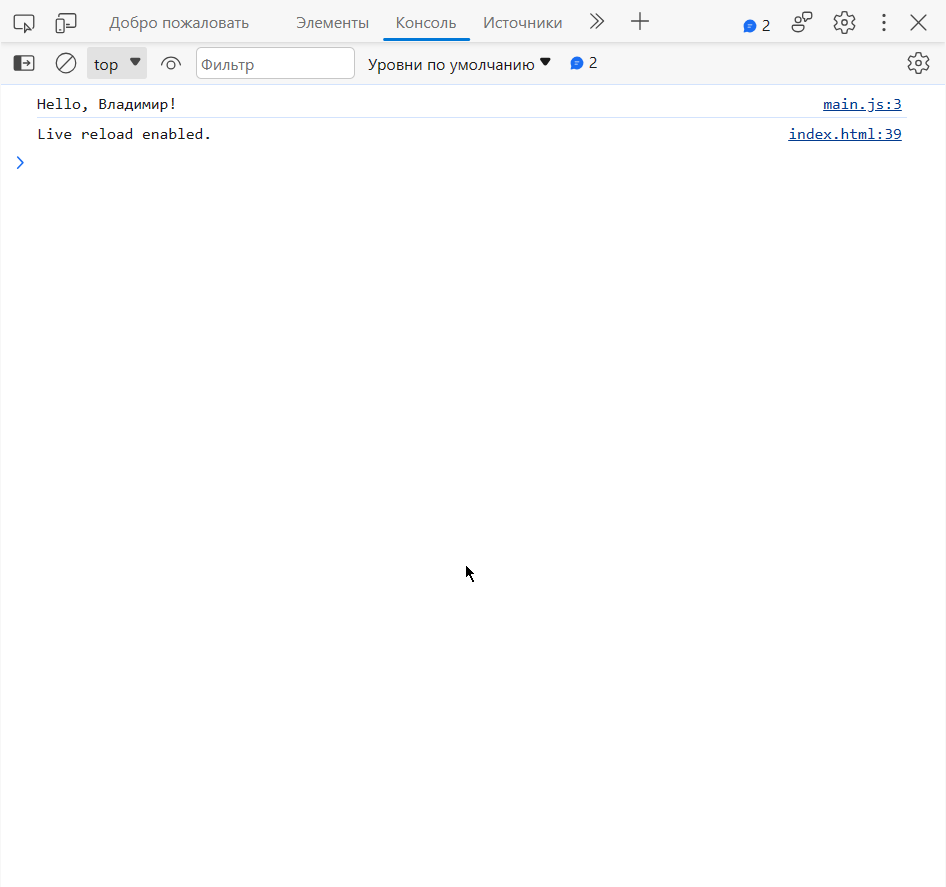 Добро пожаловать Элементы Консоль Источники 2
top Фильтр Уровни по умолчанию 2
Hello, Владимир! main.js:3
Live reload enabled. index.html:39